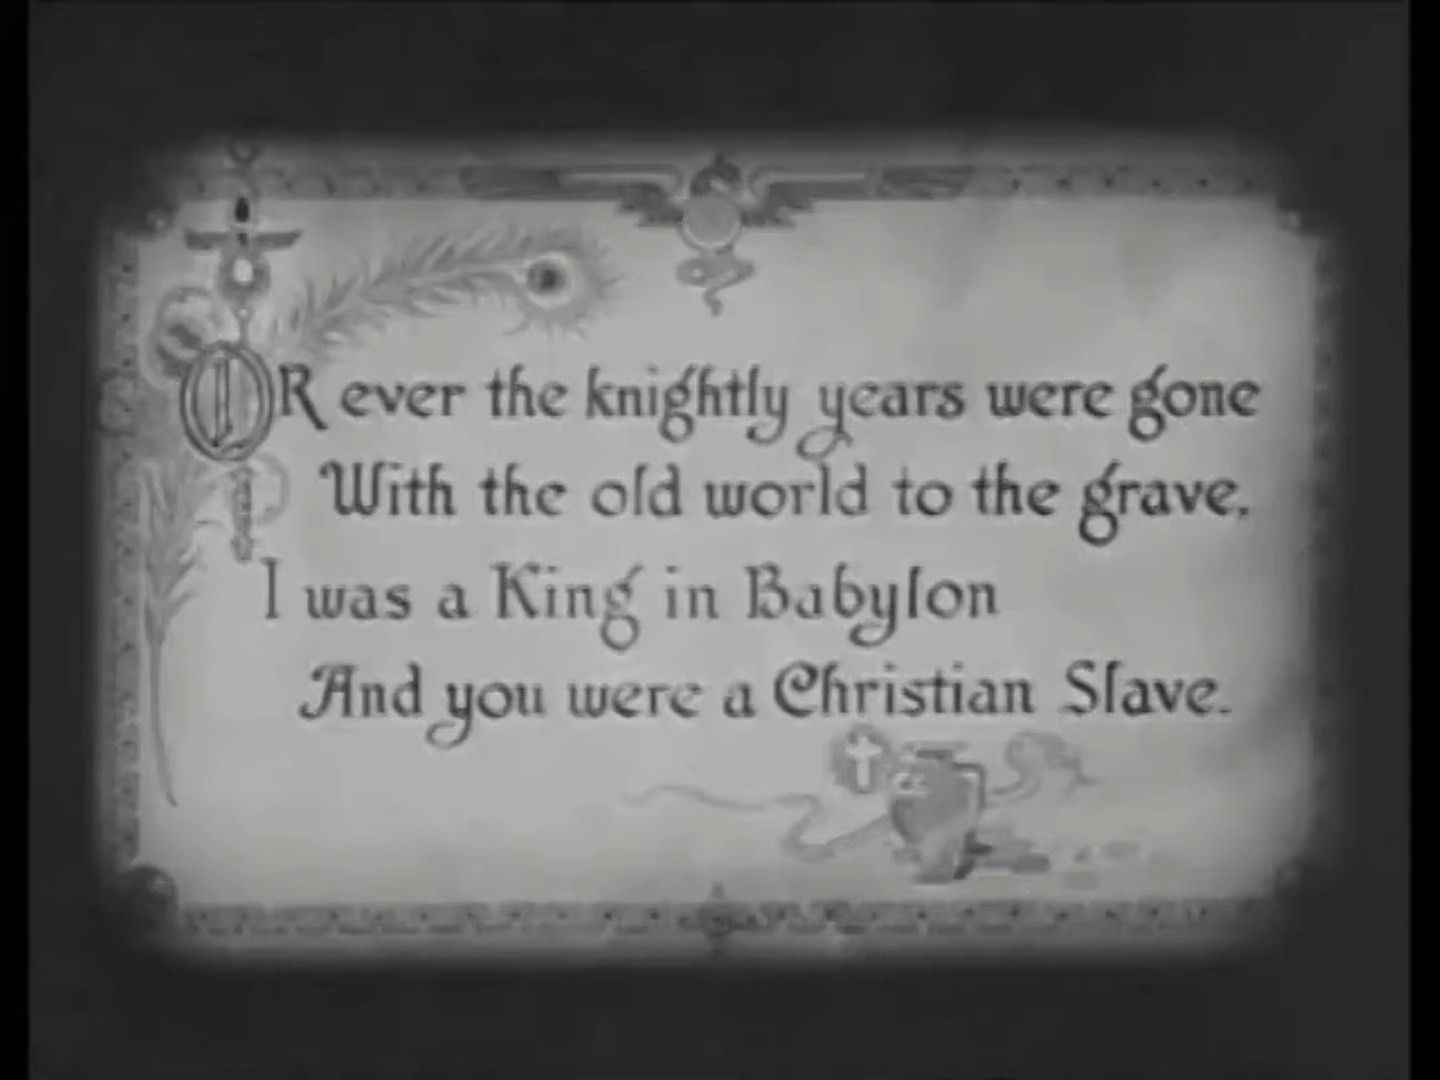 OR ever the knightly years were gone
With the old world to the grave,
I was a King in Babylon
And you were a Christian Slave.